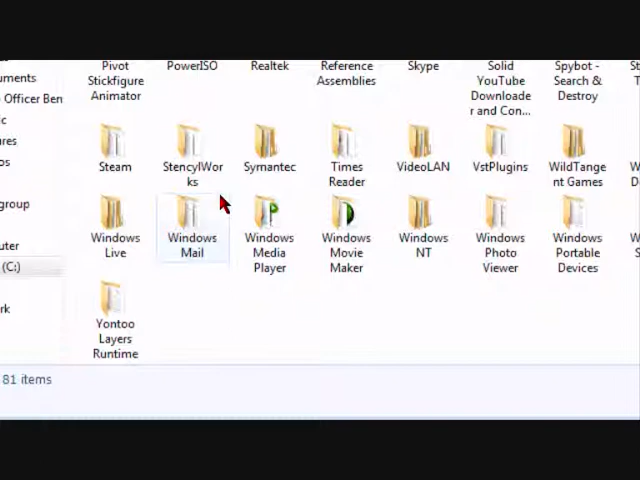 Pivot
Stickfigure
Animator
PowerISO
Realtek
Reference
Assemblies
Skype
Solid
YouTube
Downloade
r and Con...
Spybot -
Search &
Destroy
uments
Officer Ben
c
res
os
group
uter
(C:)
rk
Steam
StencylWor
ks
Symantec
Times
Reader
VideoLAN
VstPlugins
WildTange
nt Games
Windows
Live
Windows
Mail
Windows
Media
Player
Windows
Movie
Maker
Windows
NT
Windows
Photo
Viewer
Windows
Portable
Devices
Yontoo
Layers
Runtime
81 items